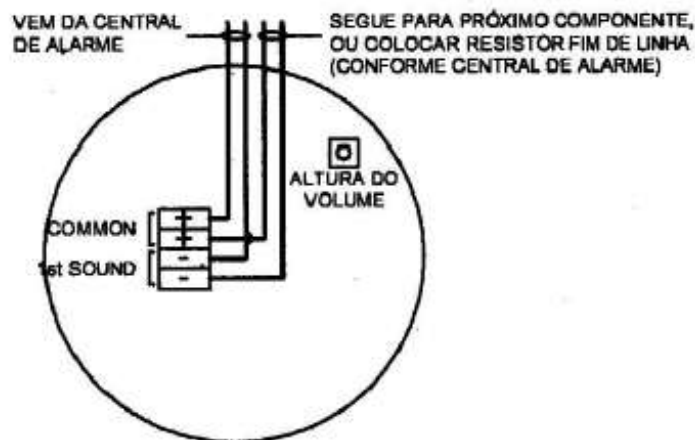 VEM DA CENTRAL
DE ALARME
SEGUE PARA PRÓXIMO COMPONENTE,
OU COLOCAR RESISTOR FIM DE LINHA
(CONFORME CENTRAL DE ALARME)
ALTURA DO
VOLUME
COMMON
+
+
1st SOUND
-
-